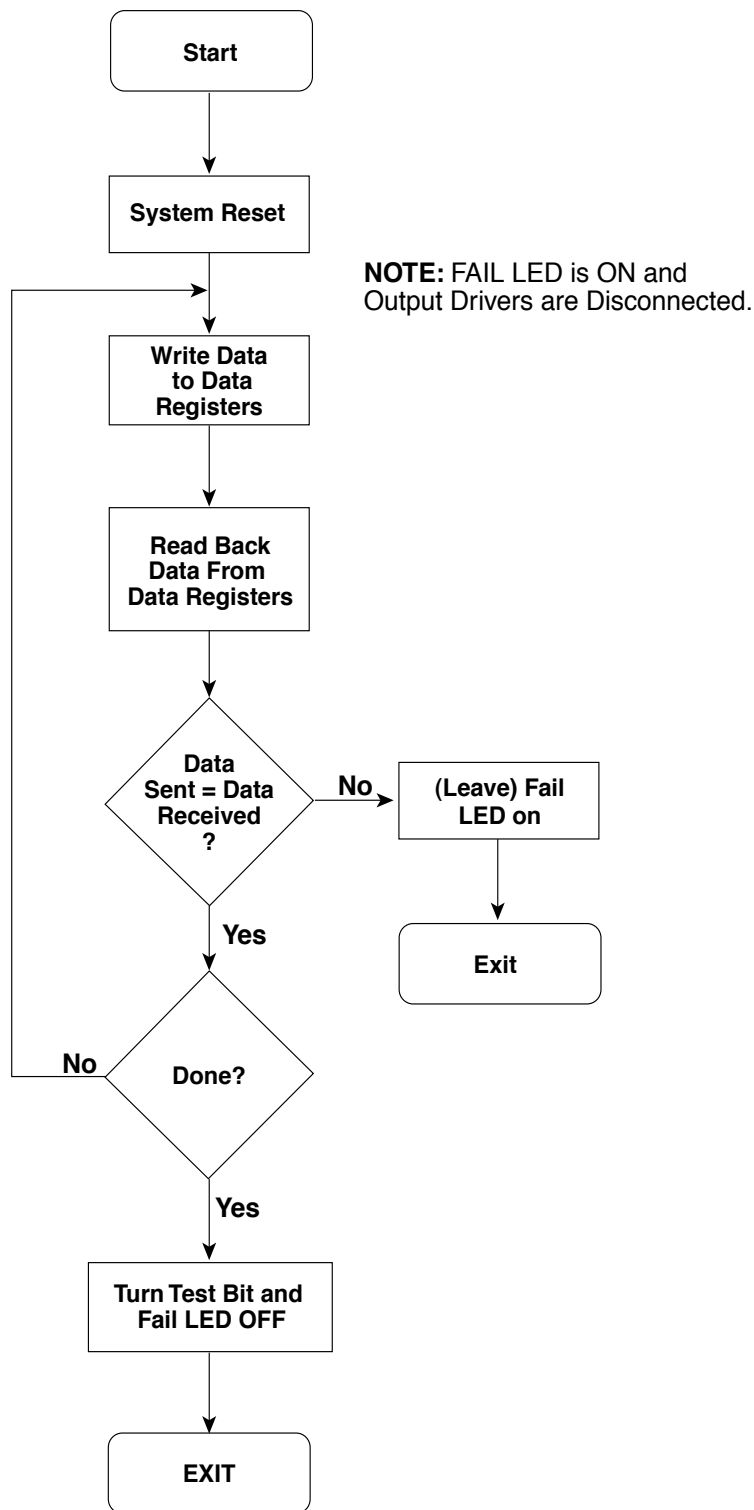 Start
System Reset
NOTE: FAIL LED is ON and
Output Drivers are Disconnected.
Write Data
to Data
Registers
Read Back
Data From
Data Registers
Data
Sent = Data
Received
?
No
(Leave) Fail
LED on
Yes
Exit
No
Done?
Yes
Turn Test Bit and
Fail LED OFF
EXIT